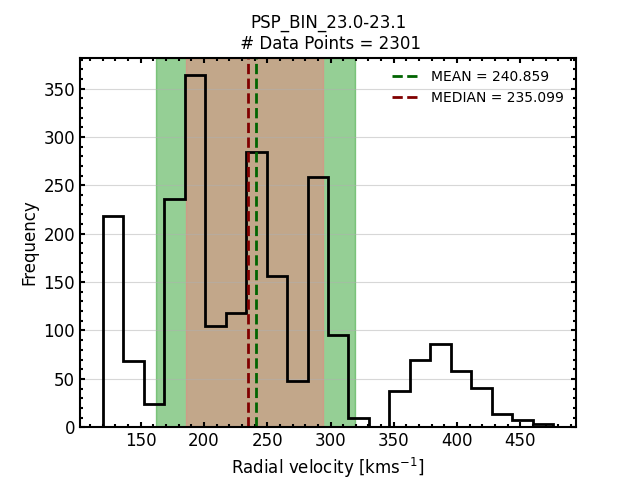 PSP_BIN_23.0-23.1
# Data Points = 2301
MEAN = 240.859
MEDIAN = 235.099
Frequency
350
300
250
200
150
100
50
0
150 200 250 300 350 400 450
Radial velocity [kms⁻¹]